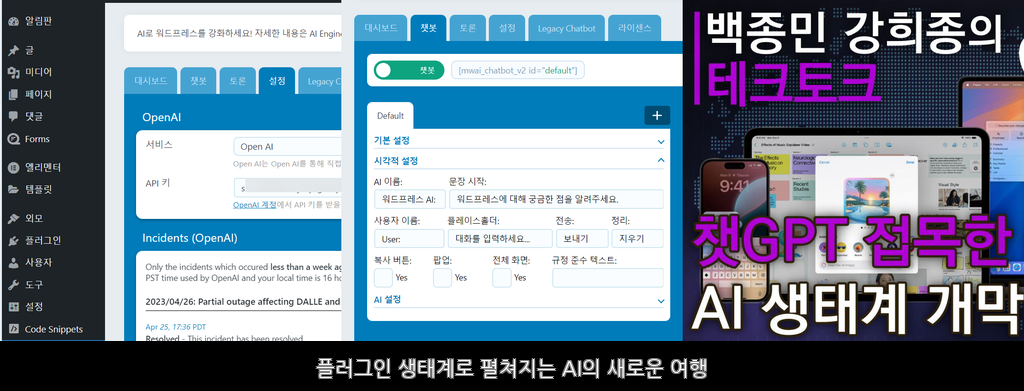 알림판
글
미디어
페이지
댓글
Forms
엘리멘터
템플릿
외모
플러그인
사용자
도구
설정
Code Snippets
AI로 워드프레스를 강화하세요! 자세한 내용은 AI Engin
대시보드
챗봇
토론
설정
Legacy C
OpenAI
서비스
Open AI
Open AI는 Open AI를 통해 직접
API 키
s
OpenAI 계정에서 API 키를 받을
Incidents (OpenAI)
Only the incidents which occured less than a week ag
PST time used by OpenAI and your local time is 16 ho
2023/04/26: Partial outage affecting DALLE and
Apr 25, 17:36 PDT
Resolved - This incident has been resolved.
대시보드
챗봇
토론
설정
Legacy Chatbot
라이센스
챗봇
[mwai_chatbot_v2 id="default"]
Default
+
기본 설정
시각적 설정
AI 이름:
문장 시작:
워드프레스 AI:
워드프레스에 대해 궁금한 점을 알려주세요.
사용자 이름:
플레이스홀더:
전송:
정리:
User:
대화를 입력하세요...
보내기
지우기
복사 버튼:
팝업:
전체 화면:
규정 준수 텍스트:
Yes
Yes
Yes
AI 설정
백종민 강희종의
테크토크
9:41
챗GPT 접목한
AI 생태계 개막
플러그인 생태계로 펼쳐지는 AI의 새로운 여행